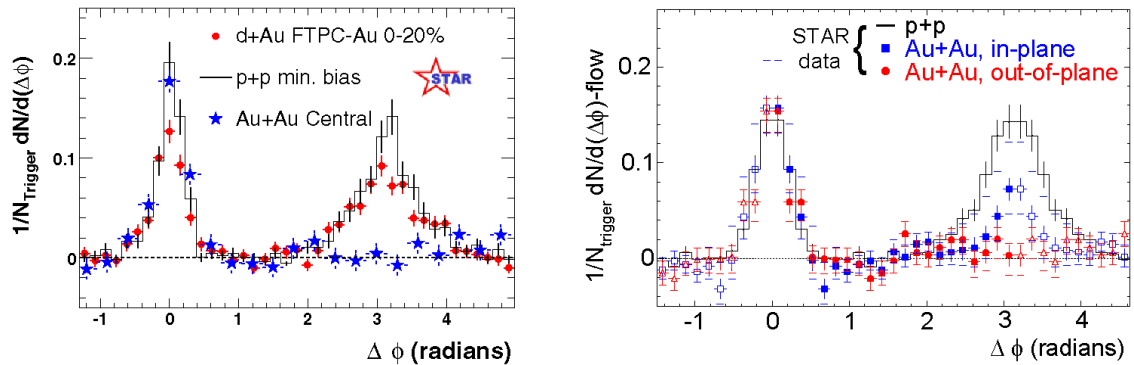 d+Au FTPC-Au 0-20%
p+p min. bias
Au+Au Central
STAR
1/N_Trigger dN/d(Δϕ)
0.2
0.1
0
-1 0 1 2 3 4
Δ ϕ (radians)
STAR data { p+p
Au+Au, in-plane
Au+Au, out-of-plane
1/N_trigger dN/d(Δϕ)-flow
0.2
0.1
0
-1 0 1 2 3 4
Δ ϕ (radians)